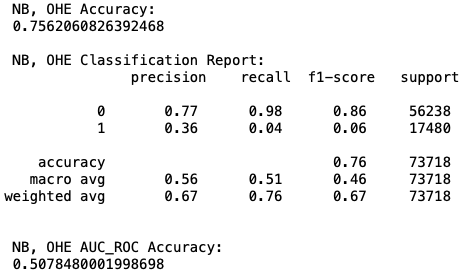 NB, OHE Accuracy:
0.7562060826392468
NB, OHE Classification Report:
precision recall f1-score support
0 0.77 0.98 0.86 56238
1 0.36 0.04 0.06 17480
accuracy 0.76 73718
macro avg 0.56 0.51 0.46 73718
weighted avg 0.67 0.76 0.67 73718
NB, OHE AUC_ROC Accuracy:
0.5078480001998698